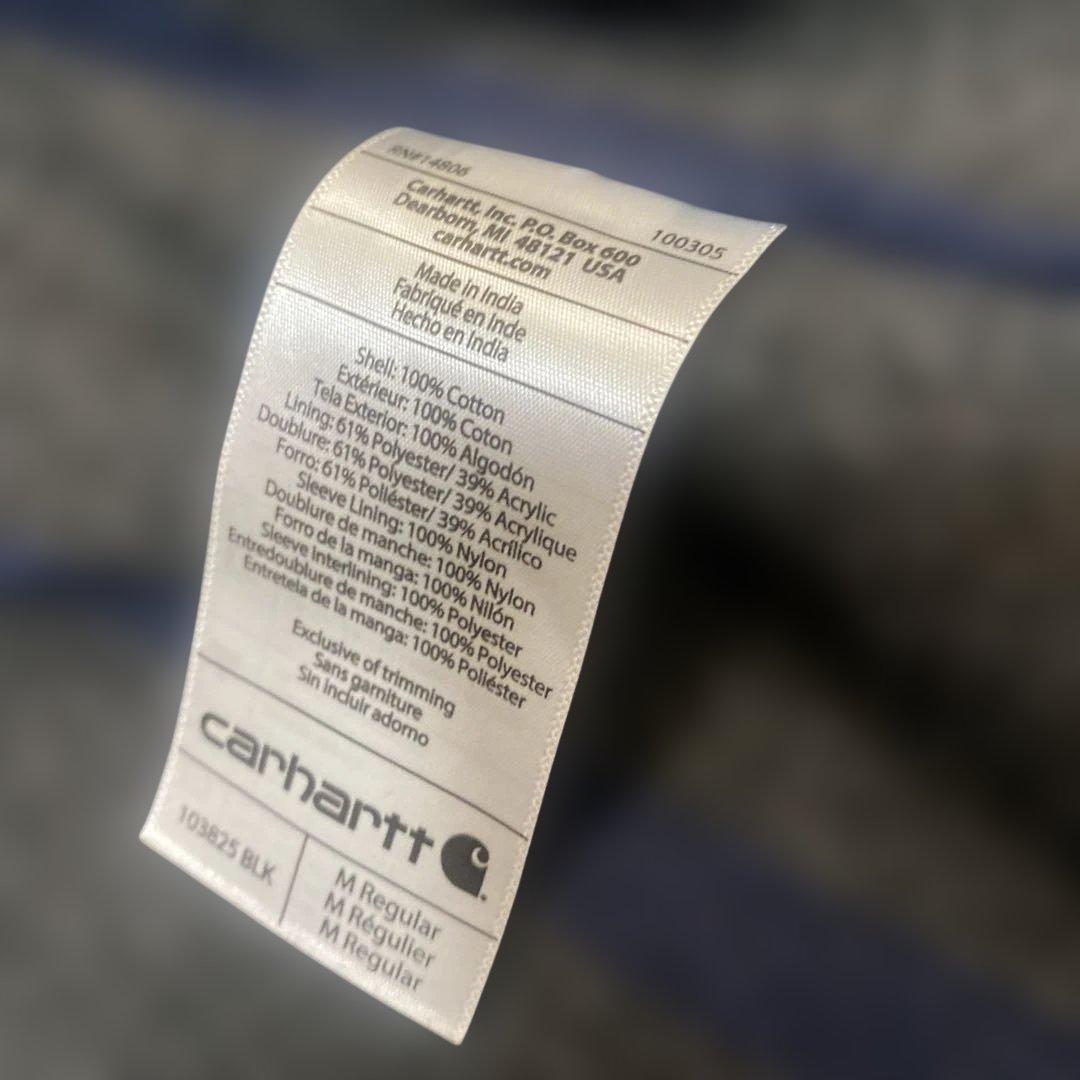 RN#14806
100305
Carhartt, Inc. P.O. Box 600
Dearborn, MI 48121 USA
carhartt.com
Made in India
Fabriqué en Inde
Hecho en India
Shell: 100% Cotton
Extérieur: 100% Coton
Tela Exterior: 100% Algodón
Lining: 61% Polyester/ 39% Acrylic
Doublure: 61% Polyester/ 39% Acrylique
Forro: 61% Poliéster/ 39% Acrílico
Sleeve Lining: 100% Nylon
Doublure de manche: 100% Nylon
Forro de la manga: 100% Nilón
Sleeve Interlining: 100% Polyester
Entredoublure de manche: 100% Polyester
Entretela de la manga: 100% Poliéster
Exclusive of trimming
Sans garniture
Sin incluir adorno
carhartt
103825 BLK
M Regular
M Régulier
M Regular